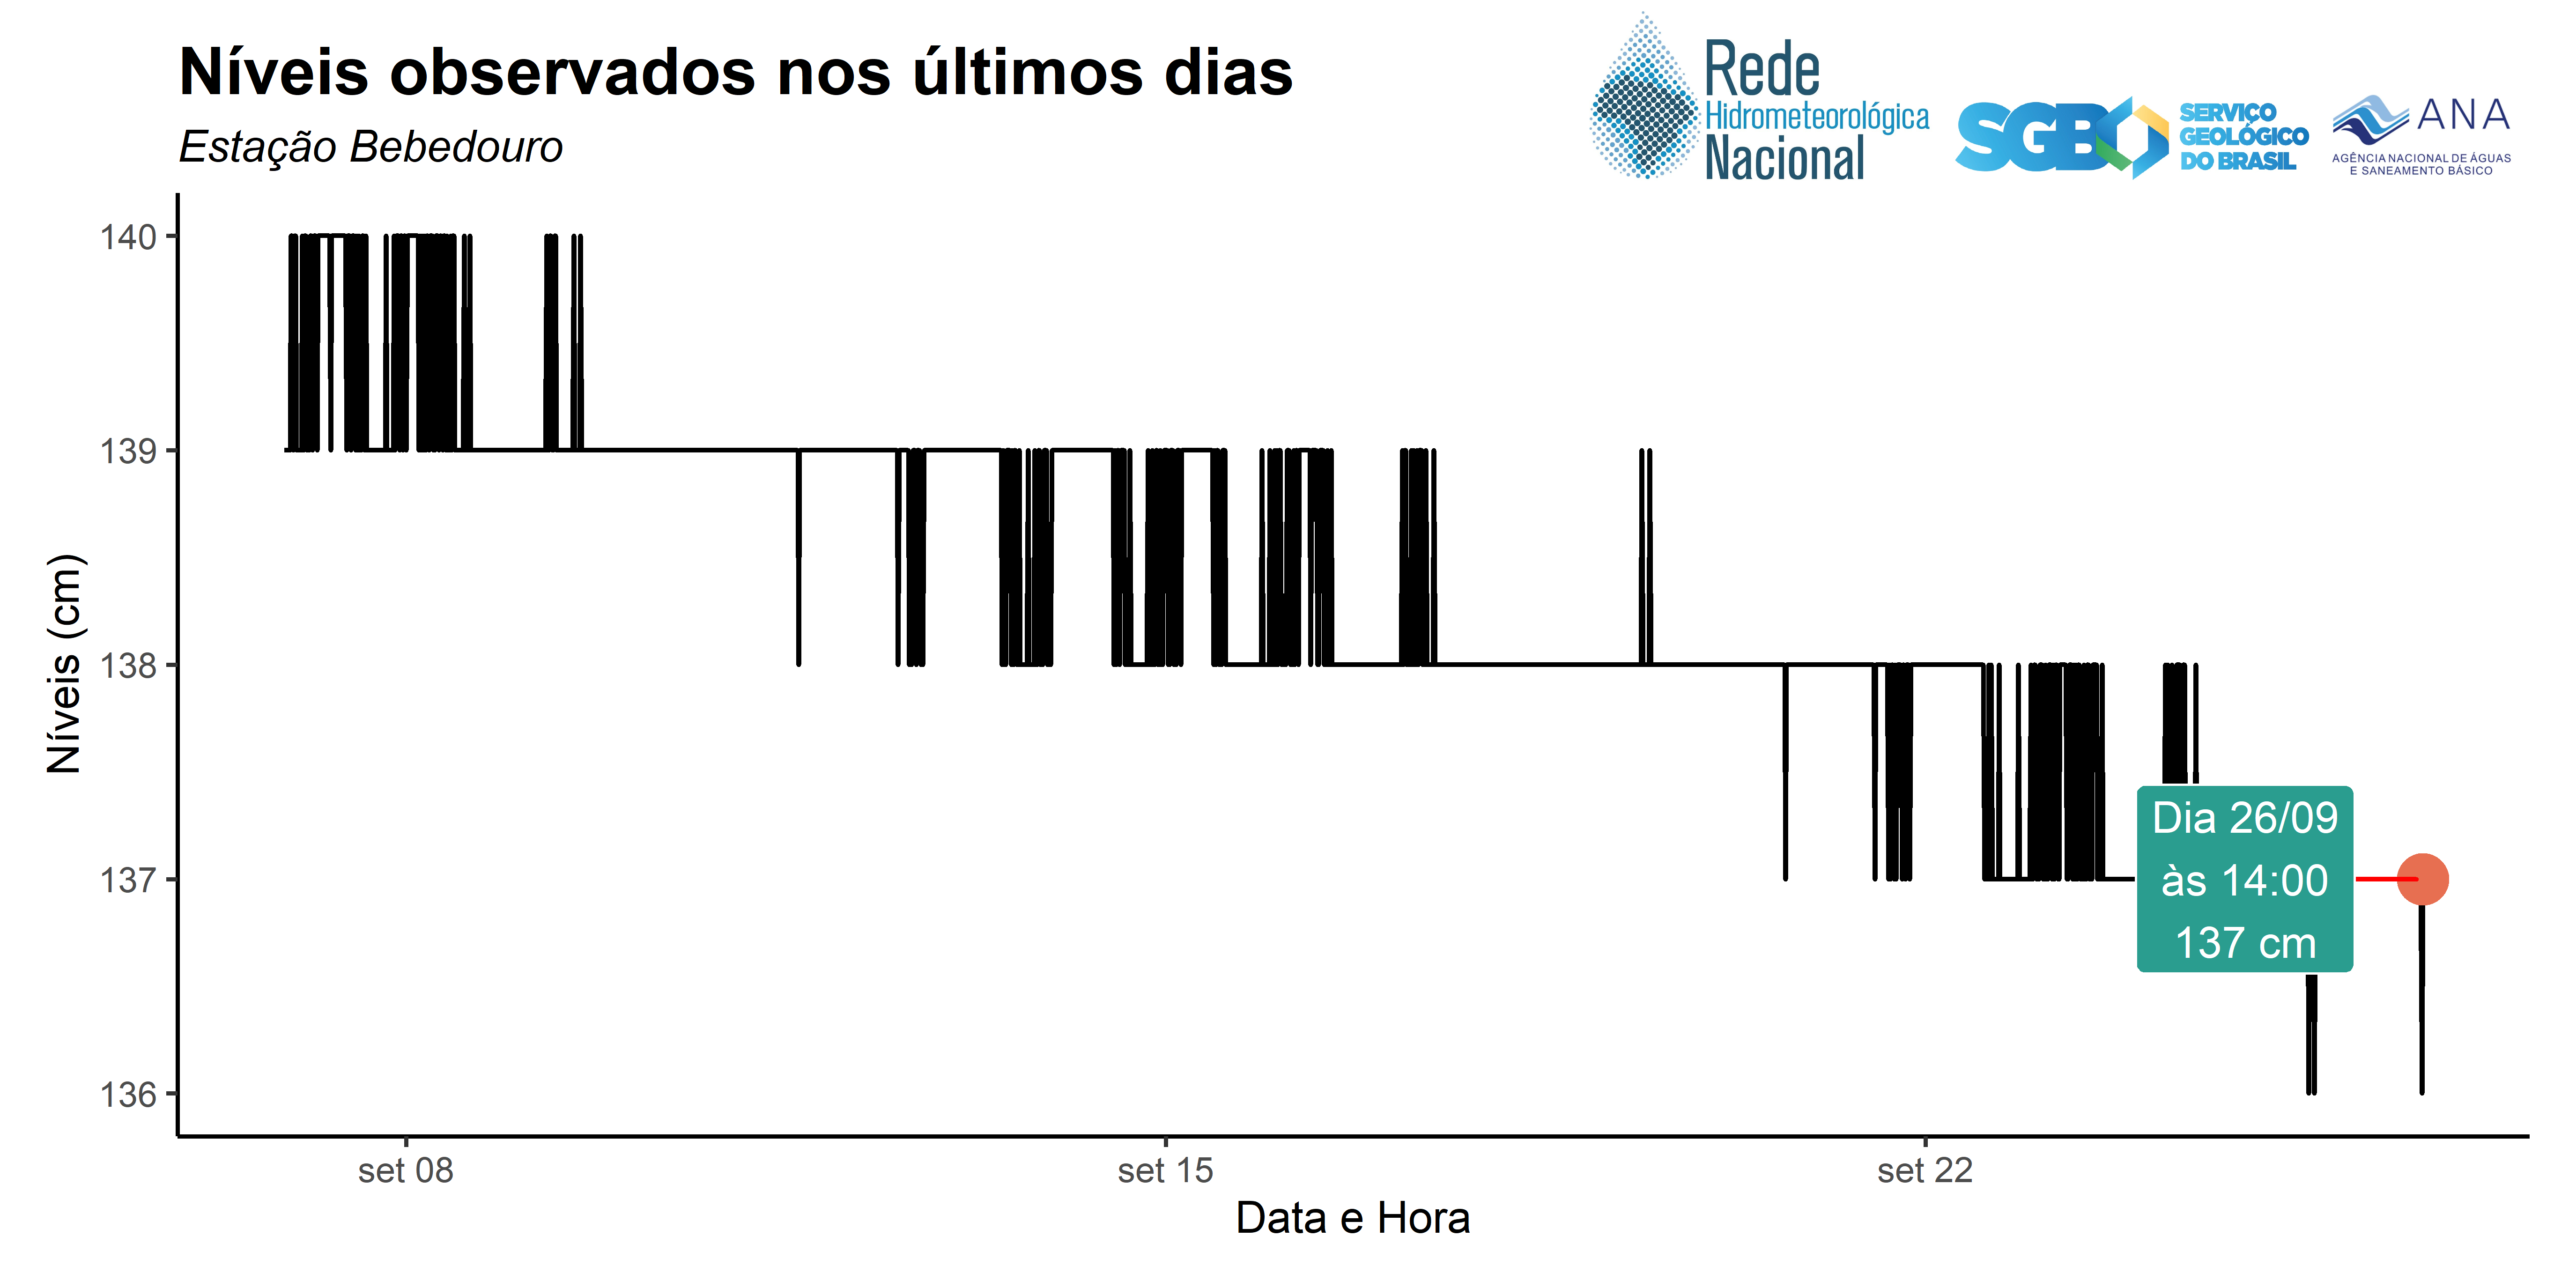 Níveis observados nos últimos dias
Estação Bebedouro
Rede
Hidrometeorológica
Nacional
SGB
SERVIÇO
GEOLÓGICO
DO BRASIL
ANA
AGÊNCIA NACIONAL DE ÁGUAS
E SANEAMENTO BÁSICO
Níveis (cm)
140
139
138
137
136
Dia 26/09
às 14:00
137 cm
set 08
set 15
set 22
Data e Hora